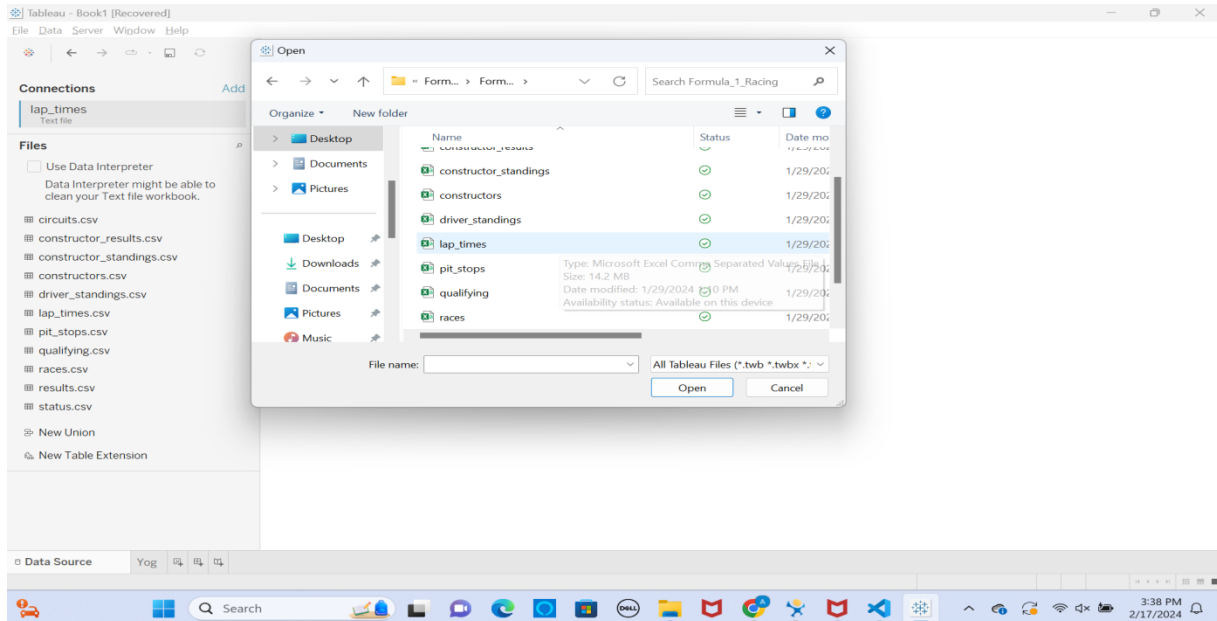 Tableau - Book1 [Recovered]
File Data Server Window Help
Connections Add
lap_times
Text file
Files
Use Data Interpreter
Data Interpreter might be able to
clean your Text file workbook.
circuits.csv
constructor_results.csv
constructor_standings.csv
constructors.csv
driver_standings.csv
lap_times.csv
pit_stops.csv
qualifying.csv
races.csv
results.csv
status.csv
New Union
New Table Extension
Open
« Form... > Form... >
Search Formula_1_Racing
Organize New folder
Desktop
Documents
Pictures
Desktop
Downloads
Documents
Pictures
Music
Name Status Date mo
constructor_results
constructor_standings 1/29/202
constructors 1/29/202
driver_standings 1/29/202
lap_times 1/29/202
pit_stops 1/29/202
qualifying 1/29/202
races 1/29/202
Type: Microsoft Excel Comma Separated Values File
Size: 14.2 MB
Date modified: 1/29/2024 PM
Availability status: Available on this device
File name: All Tableau Files (*.twb *.twbx *.
Open Cancel
Data Source Yog
Search
DELL
3:38 PM
2/17/2024